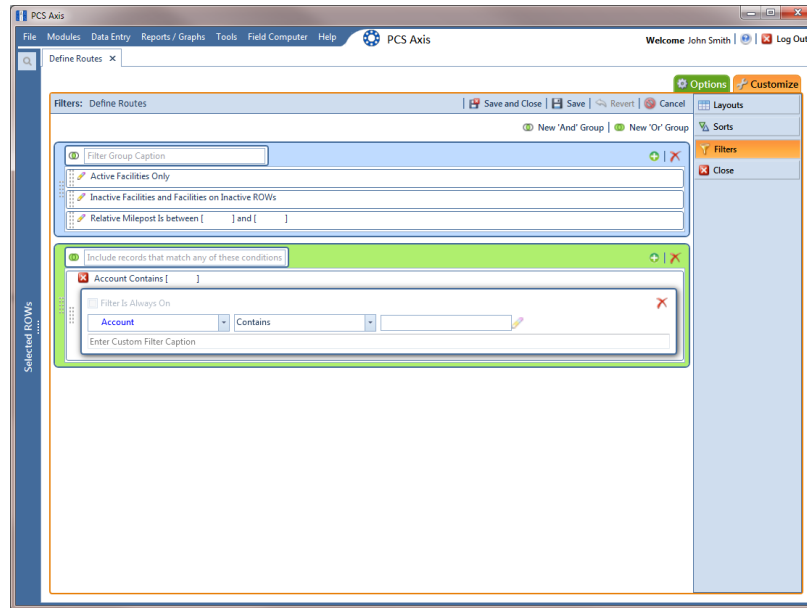 PCS Axis
File Modules Data Entry Reports / Graphs Tools Field Computer Help PCS Axis Welcome John Smith | Log Out
Define Routes
Options Customize
Filters: Define Routes | Save and Close | Save | Revert | Cancel
Layouts
New 'And' Group | New 'Or' Group
Sorts
Filter Group Caption
Filters
Active Facilities Only
Close
Inactive Facilities and Facilities on Inactive ROWs
Relative Milepost Is between [ ] and [ ]
Include records that match any of these conditions
Account Contains [ ]
Filter Is Always On
Account Contains
Enter Custom Filter Caption
Selected ROWs